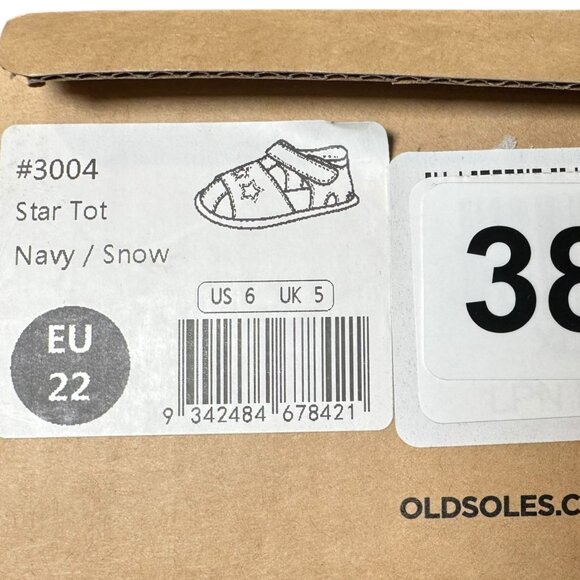 #3004
Star Tot
Navy / Snow
US 6 UK 5
EU
22
9 342484 678421
38
OLDSOLES.C